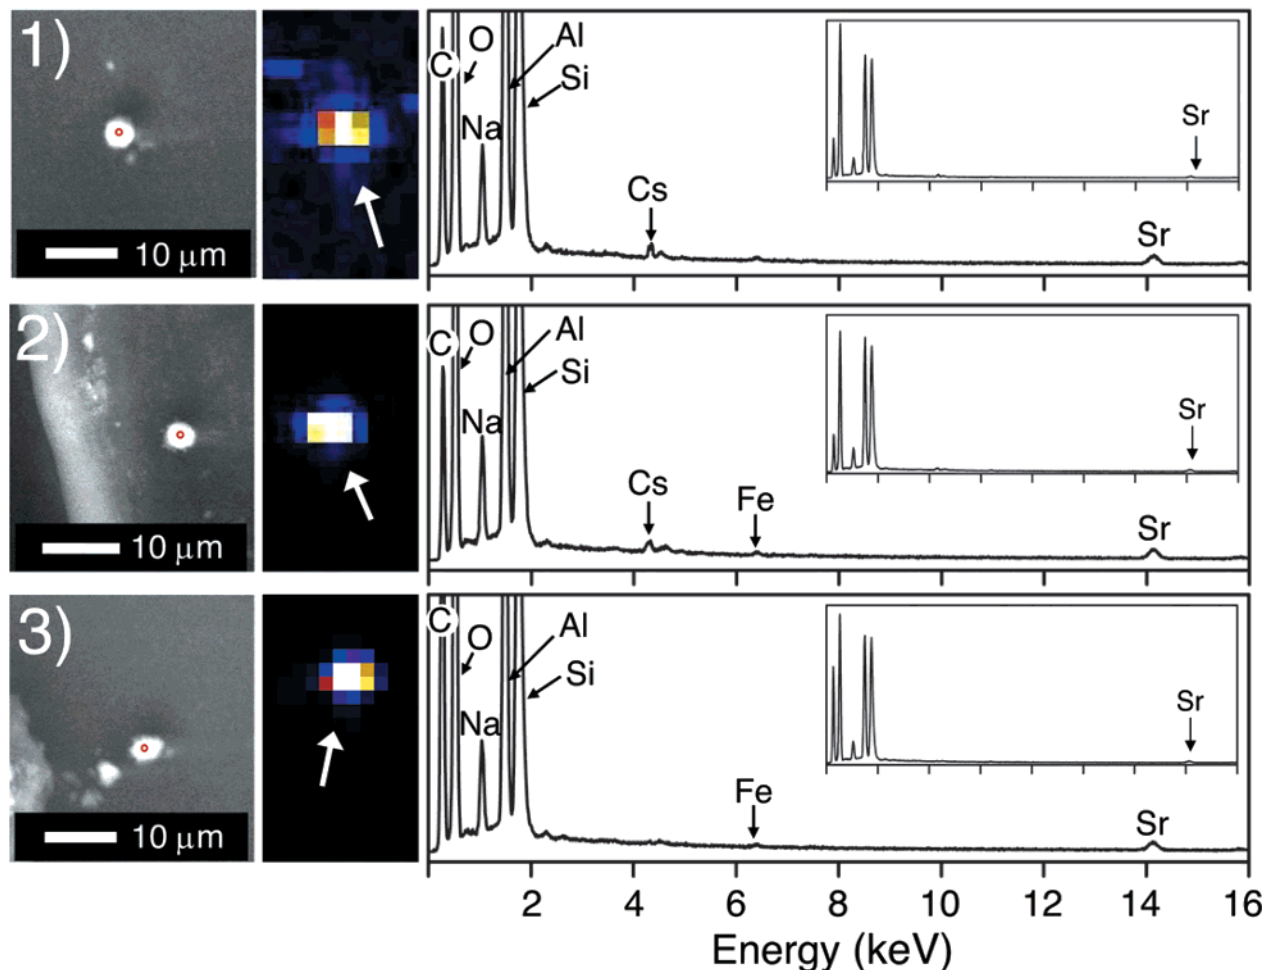 1)
10 μm
C
O
Al
Si
Na
Cs
Sr
Sr
2)
10 μm
C
O
Al
Si
Na
Cs
Fe
Sr
Sr
3)
10 μm
C
O
Al
Si
Na
Fe
Sr
Sr
2 4 6 8 10 12 14 16
Energy (keV)